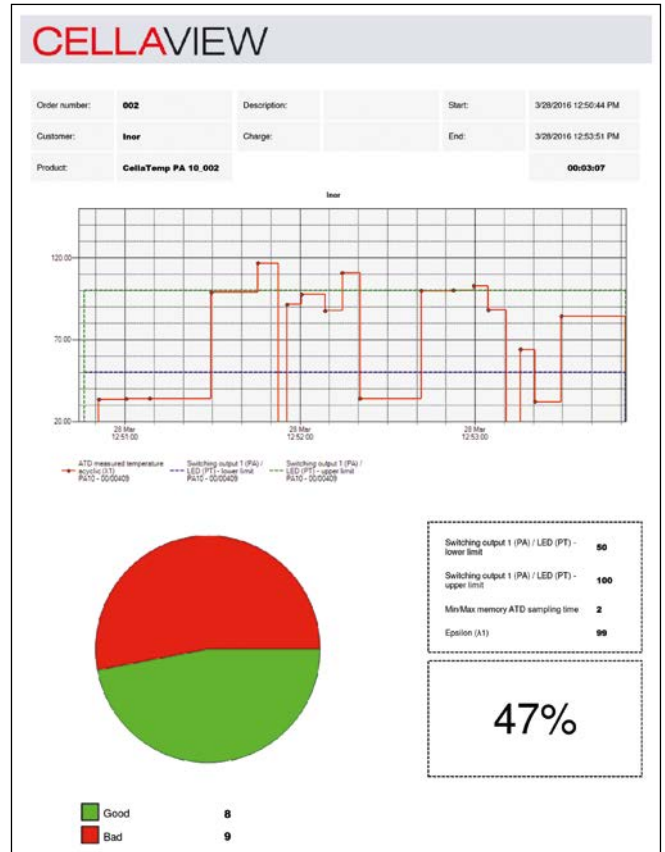 CELLAVIEW
Order number: 002 Description: Start: 3/28/2016 12:50:44 PM
Customer: Inor Charge: End: 3/28/2016 12:53:51 PM
Product: CellaTemp PA 10_002 00:03:07
Inor
120.00
70.00
20.00
28 Mar 12:51:00
28 Mar 12:52:00
28 Mar 12:53:00
ATD measured temperature
acyclic (λ1)
PA10 - 00/00409
Switching output 1 (PA) /
LED (PT) - lower limit
PA10 - 00/00409
Switching output 1 (PA) /
LED (PT) - upper limit
PA10 - 00/00409
Switching output 1 (PA) / LED (PT) -
lower limit 50
Switching output 1 (PA) / LED (PT) -
upper limit 100
Min/Max memory ATD sampling time 2
Epsilon (λ1) 99
47%
Good 8
Bad 9